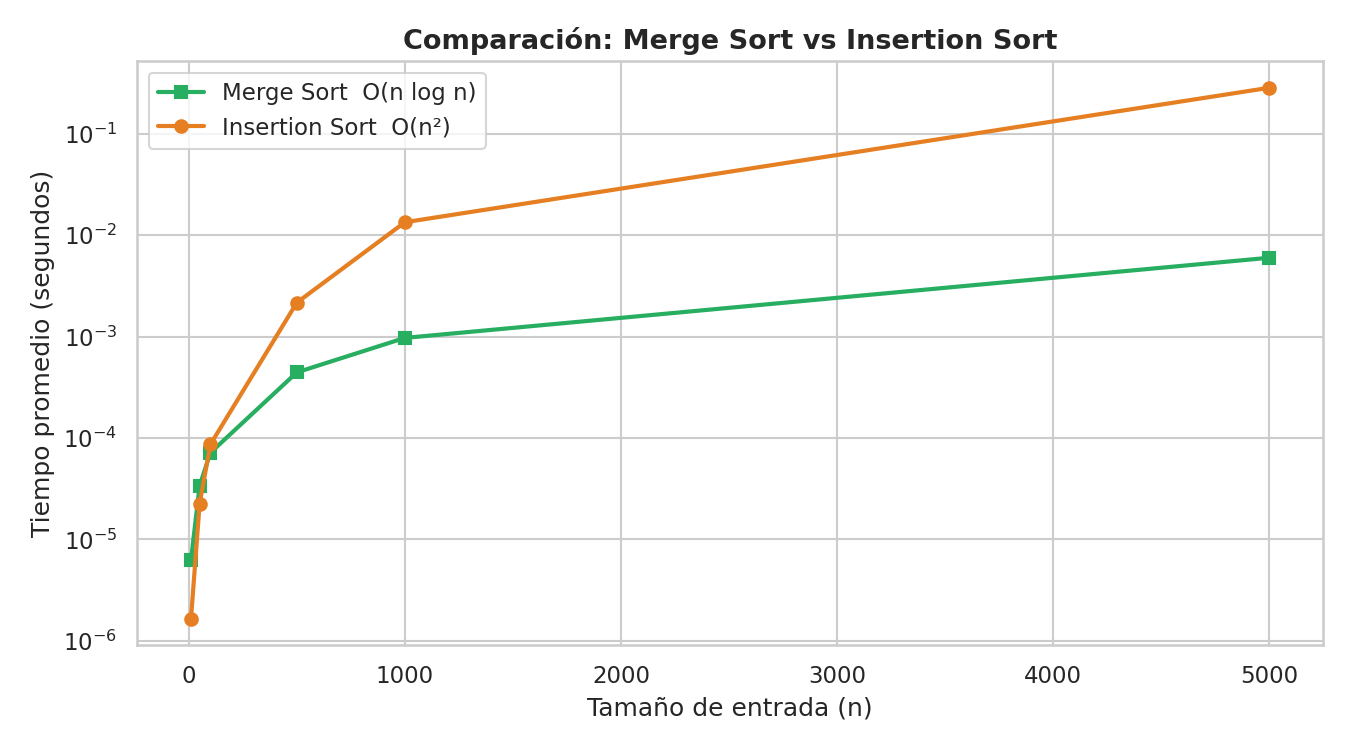 Comparación: Merge Sort vs Insertion Sort
Merge Sort  O(n log n)
Insertion Sort  O(n²)
Tiempo promedio (segundos)
10⁻¹
10⁻²
10⁻³
10⁻⁴
10⁻⁵
10⁻⁶
0 1000 2000 3000 4000 5000
Tamaño de entrada (n)